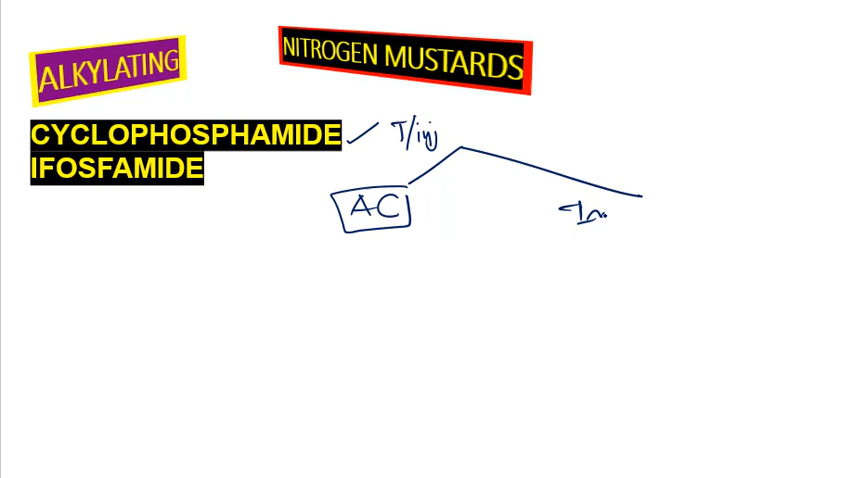 ALKYLATING
NITROGEN MUSTARDS
CYCLOPHOSPHAMIDE T/inj
IFOSFAMIDE
AC